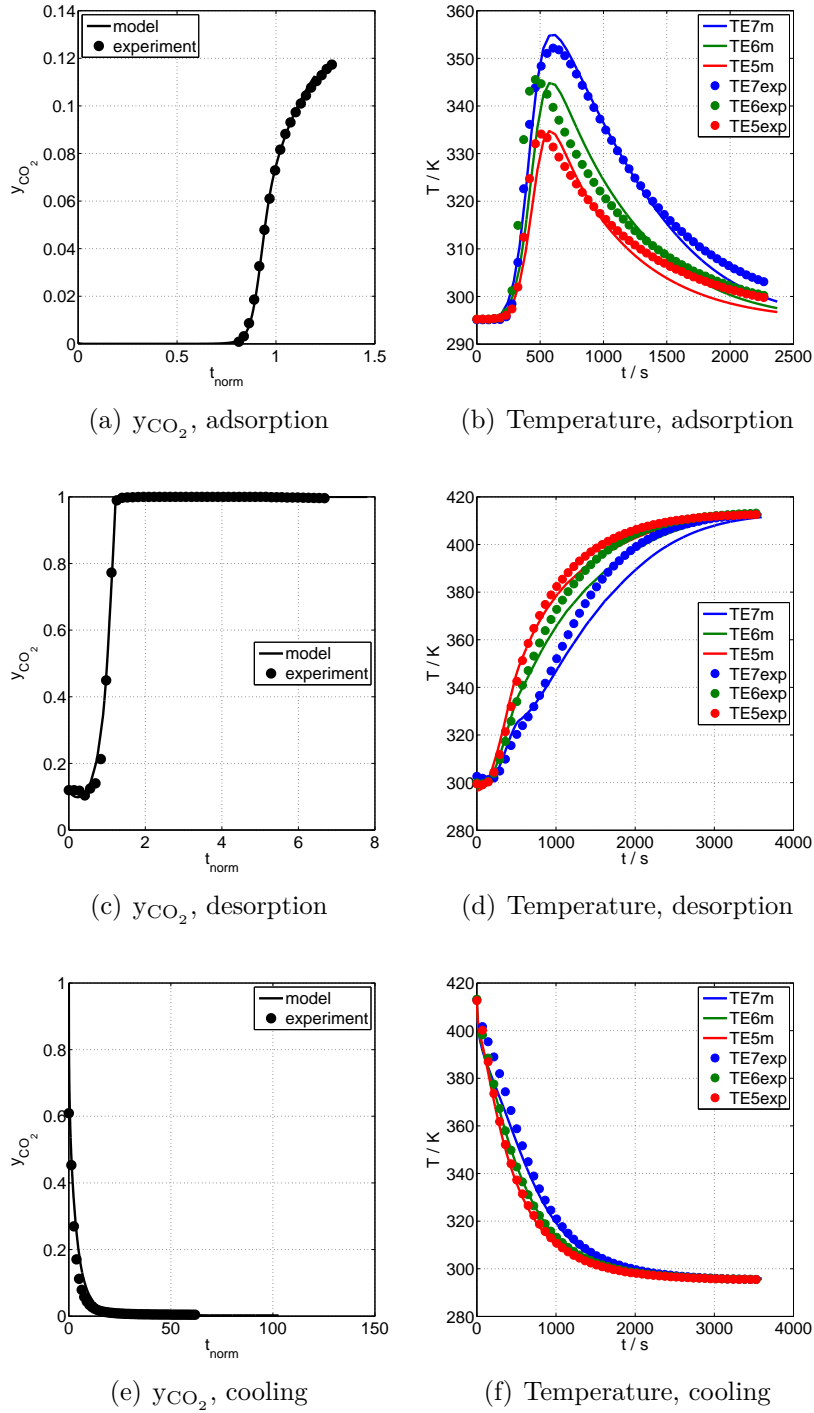 0.14
0.12
0.1
0.08
0.06
0.04
0.02
0
y_CO2
model
experiment
0 0.5 1 1.5
t_norm
(a) y_CO2, adsorption
360
350
340
330
320
310
300
290
T / K
TE7m
TE6m
TE5m
TE7exp
TE6exp
TE5exp
0 500 1000 1500 2000 2500
t / s
(b) Temperature, adsorption
1
0.8
0.6
0.4
0.2
0
y_CO2
model
experiment
0 2 4 6 8
t_norm
(c) y_CO2, desorption
420
400
380
360
340
320
300
280
T / K
TE7m
TE6m
TE5m
TE7exp
TE6exp
TE5exp
0 1000 2000 3000 4000
t / s
(d) Temperature, desorption
1
0.8
0.6
0.4
0.2
0
y_CO2
model
experiment
0 50 100 150
t_norm
(e) y_CO2, cooling
420
400
380
360
340
320
300
280
T / K
TE7m
TE6m
TE5m
TE7exp
TE6exp
TE5exp
0 1000 2000 3000 4000
t / s
(f) Temperature, cooling